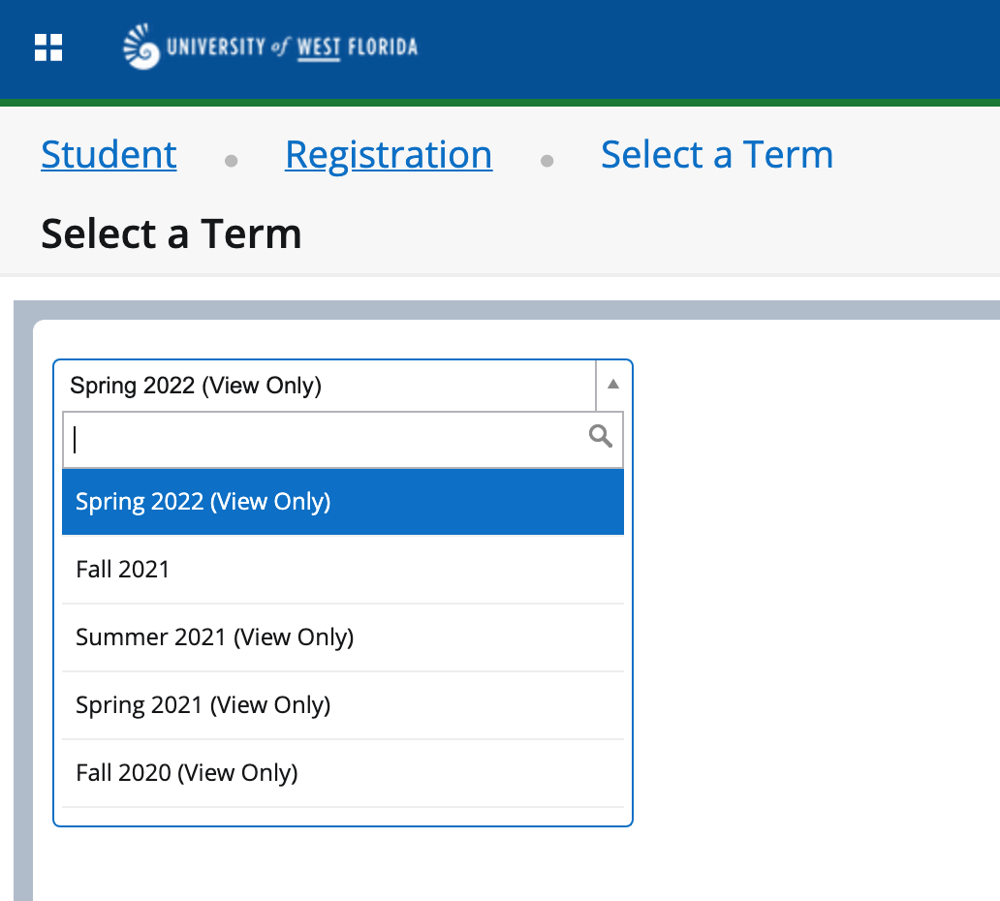 UNIVERSITY of WEST FLORIDA
Student Registration Select a Term
Select a Term
Spring 2022 (View Only)
Spring 2022 (View Only)
Fall 2021
Summer 2021 (View Only)
Spring 2021 (View Only)
Fall 2020 (View Only)